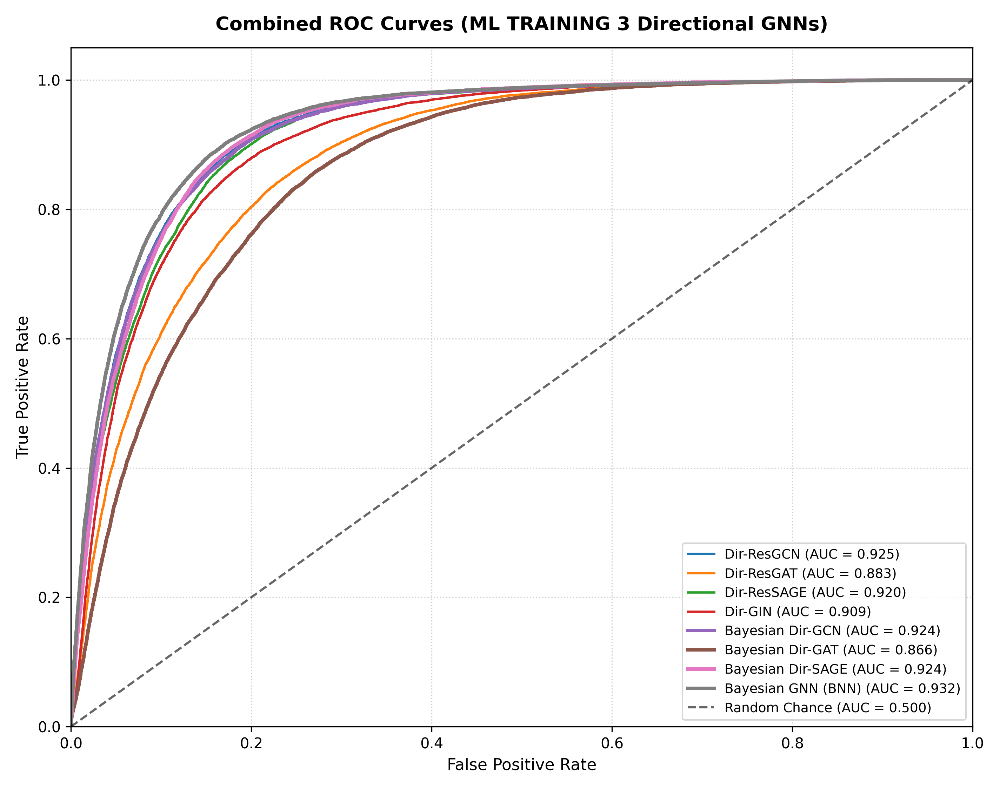 Combined ROC Curves (ML TRAINING 3 Directional GNNs)
1.0
0.8
0.6
0.4
0.2
0.0
True Positive Rate
0.0 0.2 0.4 0.6 0.8 1.0
False Positive Rate
Dir-ResGCN (AUC = 0.925)
Dir-ResGAT (AUC = 0.883)
Dir-ResSAGE (AUC = 0.920)
Dir-GIN (AUC = 0.909)
Bayesian Dir-GCN (AUC = 0.924)
Bayesian Dir-GAT (AUC = 0.866)
Bayesian Dir-SAGE (AUC = 0.924)
Bayesian GNN (BNN) (AUC = 0.932)
Random Chance (AUC = 0.500)